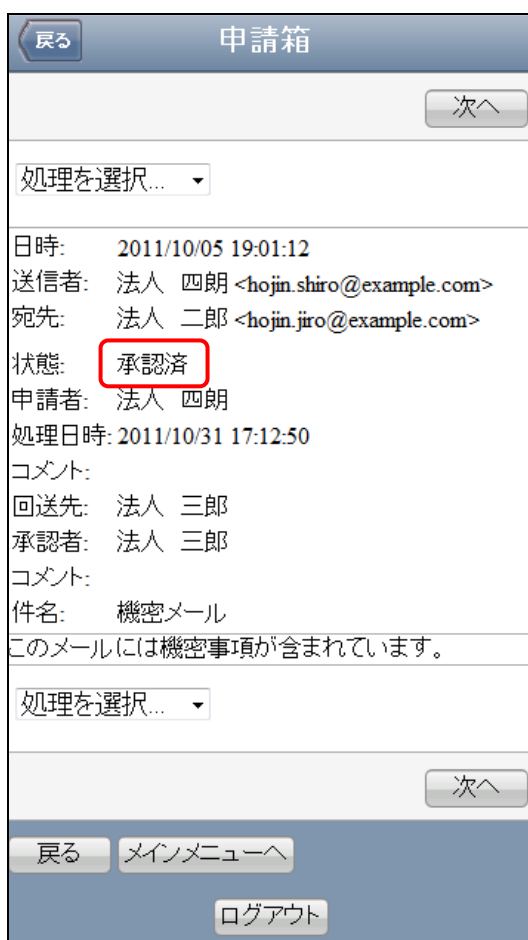 戻る 申請箱
次へ
処理を選択...
日時: 2011/10/05 19:01:12
送信者: 法人 四朗 <hojin.shiro@example.com>
宛先: 法人 二郎 <hojin.jiro@example.com>
状態: 承認済
申請者: 法人 四朗
処理日時: 2011/10/31 17:12:50
コメント:
回送先: 法人 三郎
承認者: 法人 三郎
コメント:
件名: 機密メール
このメールには機密事項が含まれています。
処理を選択...
次へ
戻る メインメニューへ
ログアウト